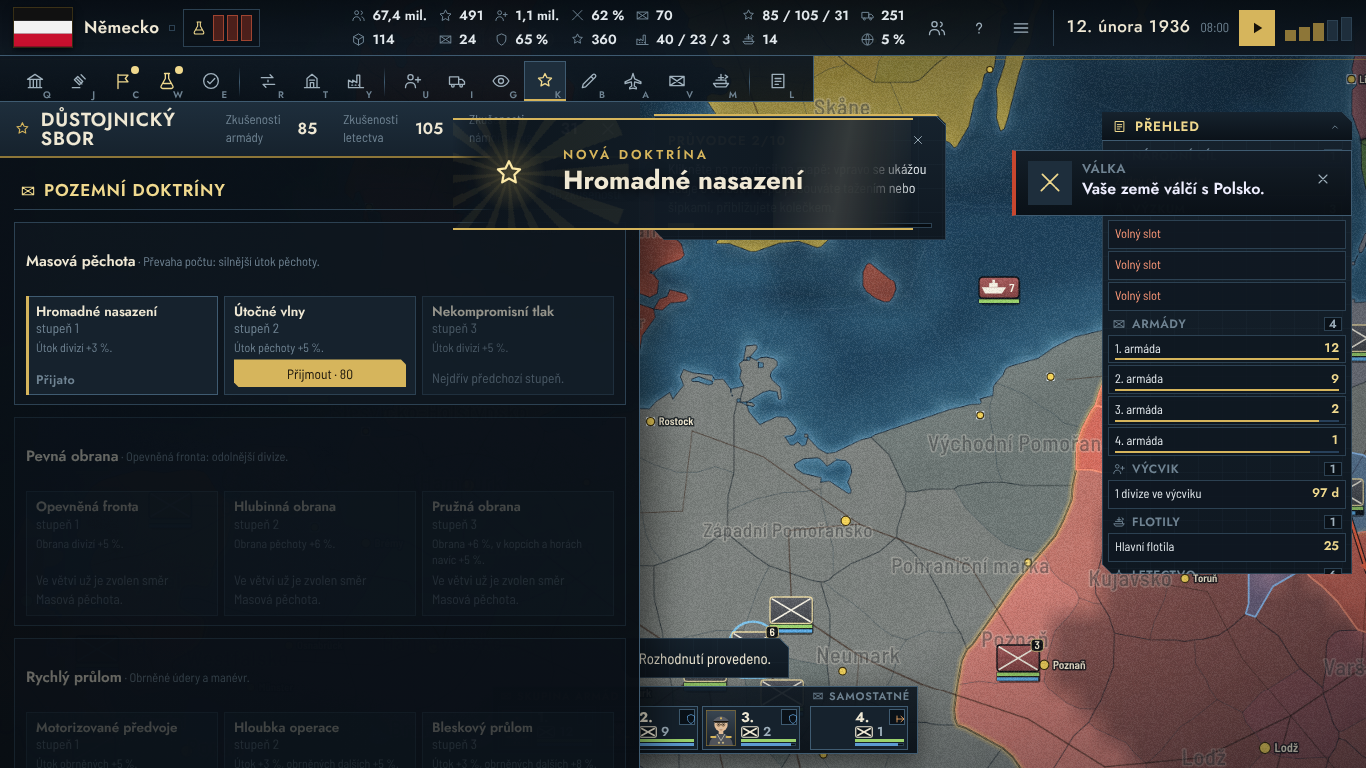 Německo
67,4 mil.
491
1,1 mil.
62 %
70
85 / 105 / 31
251
114
24
65 %
360
40 / 23 / 3
14
5 %
?
12. února 1936
08:00
Q
J
C
W
E
R
T
Y
U
I
G
K
B
A
V
M
L
DŮSTOJNICKÝ
SBOR
Zkušenosti
armády
85
Zkušenosti
letectva
105
POZEMNÍ DOKTRÍNY
Masová pěchota · Převaha počtu: silnější útok pěchoty.
Hromadné nasazení
stupeň 1
Útok divizí +3 %.
Přijato
Útočné vlny
stupeň 2
Útok pěchoty +5 %.
Přijmout · 80
Nekompromisní tlak
stupeň 3
Útok divizí +5 %.
Nejdřív předchozí stupeň.
Pevná obrana · Opevněná fronta: odolnější divize.
Opevněná fronta
stupeň 1
Obrana divizí +5 %.
Ve větvi už je zvolen směr
Masová pěchota.
Hlubinná obrana
stupeň 2
Obrana pěchoty +6 %.
Ve větvi už je zvolen směr
Masová pěchota.
Pružná obrana
stupeň 3
Obrana +6 %, v kopcích a horách
navíc +5 %.
Ve větvi už je zvolen směr
Masová pěchota.
Rychlý průlom · Obrněné údery a manévr.
Motorizované předvoje
stupeň 1
Hloubka operace
stupeň 2
Bleskový průlom
stupeň 3
NOVÁ DOKTRÍNA
Hromadné nasazení
se ukážou
nebo
PŘEHLED
VÁLKA
Vaše země válčí s Polsko.
Volný slot
Volný slot
Volný slot
ARMÁDY
4
1. armáda
12
2. armáda
9
3. armáda
2
4. armáda
1
VÝCVIK
1
1 divize ve výcviku
97 d
FLOTILY
1
Hlavní flotila
25
Skåne
7
Rostock
Východní Pomořan
Západní Pomořansko
Pohraniční marka
Kujavsko
Toruň
6
Neumark
Poznaň
3
Poznaň
Varš
Lodž
Lodž
Rozhodnutí provedeno.
SAMOSTATNÉ
2.
9
3.
2
4.
1